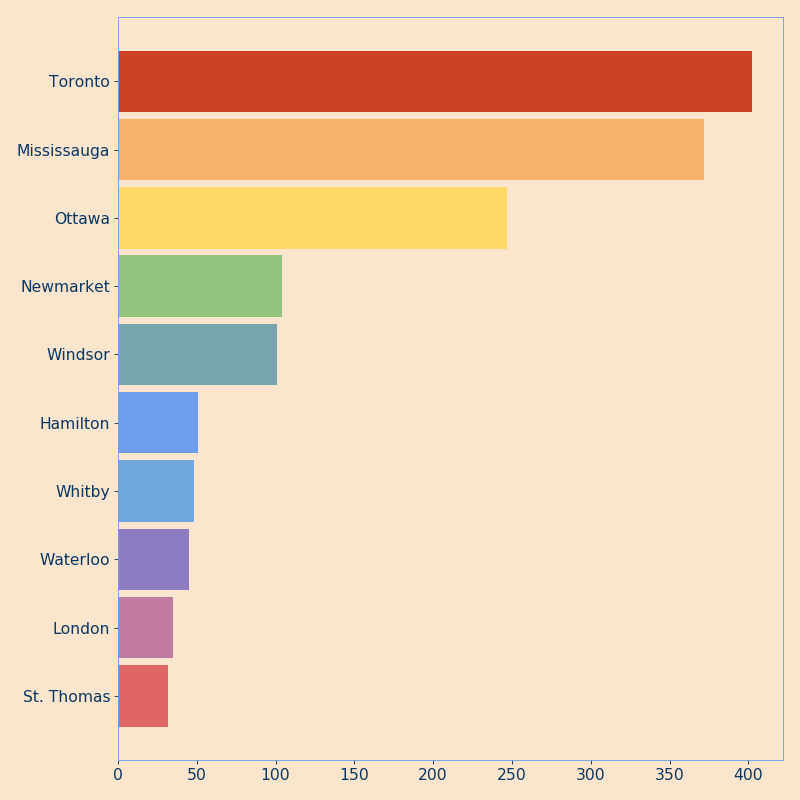 Toronto
Mississauga
Ottawa
Newmarket
Windsor
Hamilton
Whitby
Waterloo
London
St. Thomas
0 50 100 150 200 250 300 350 400